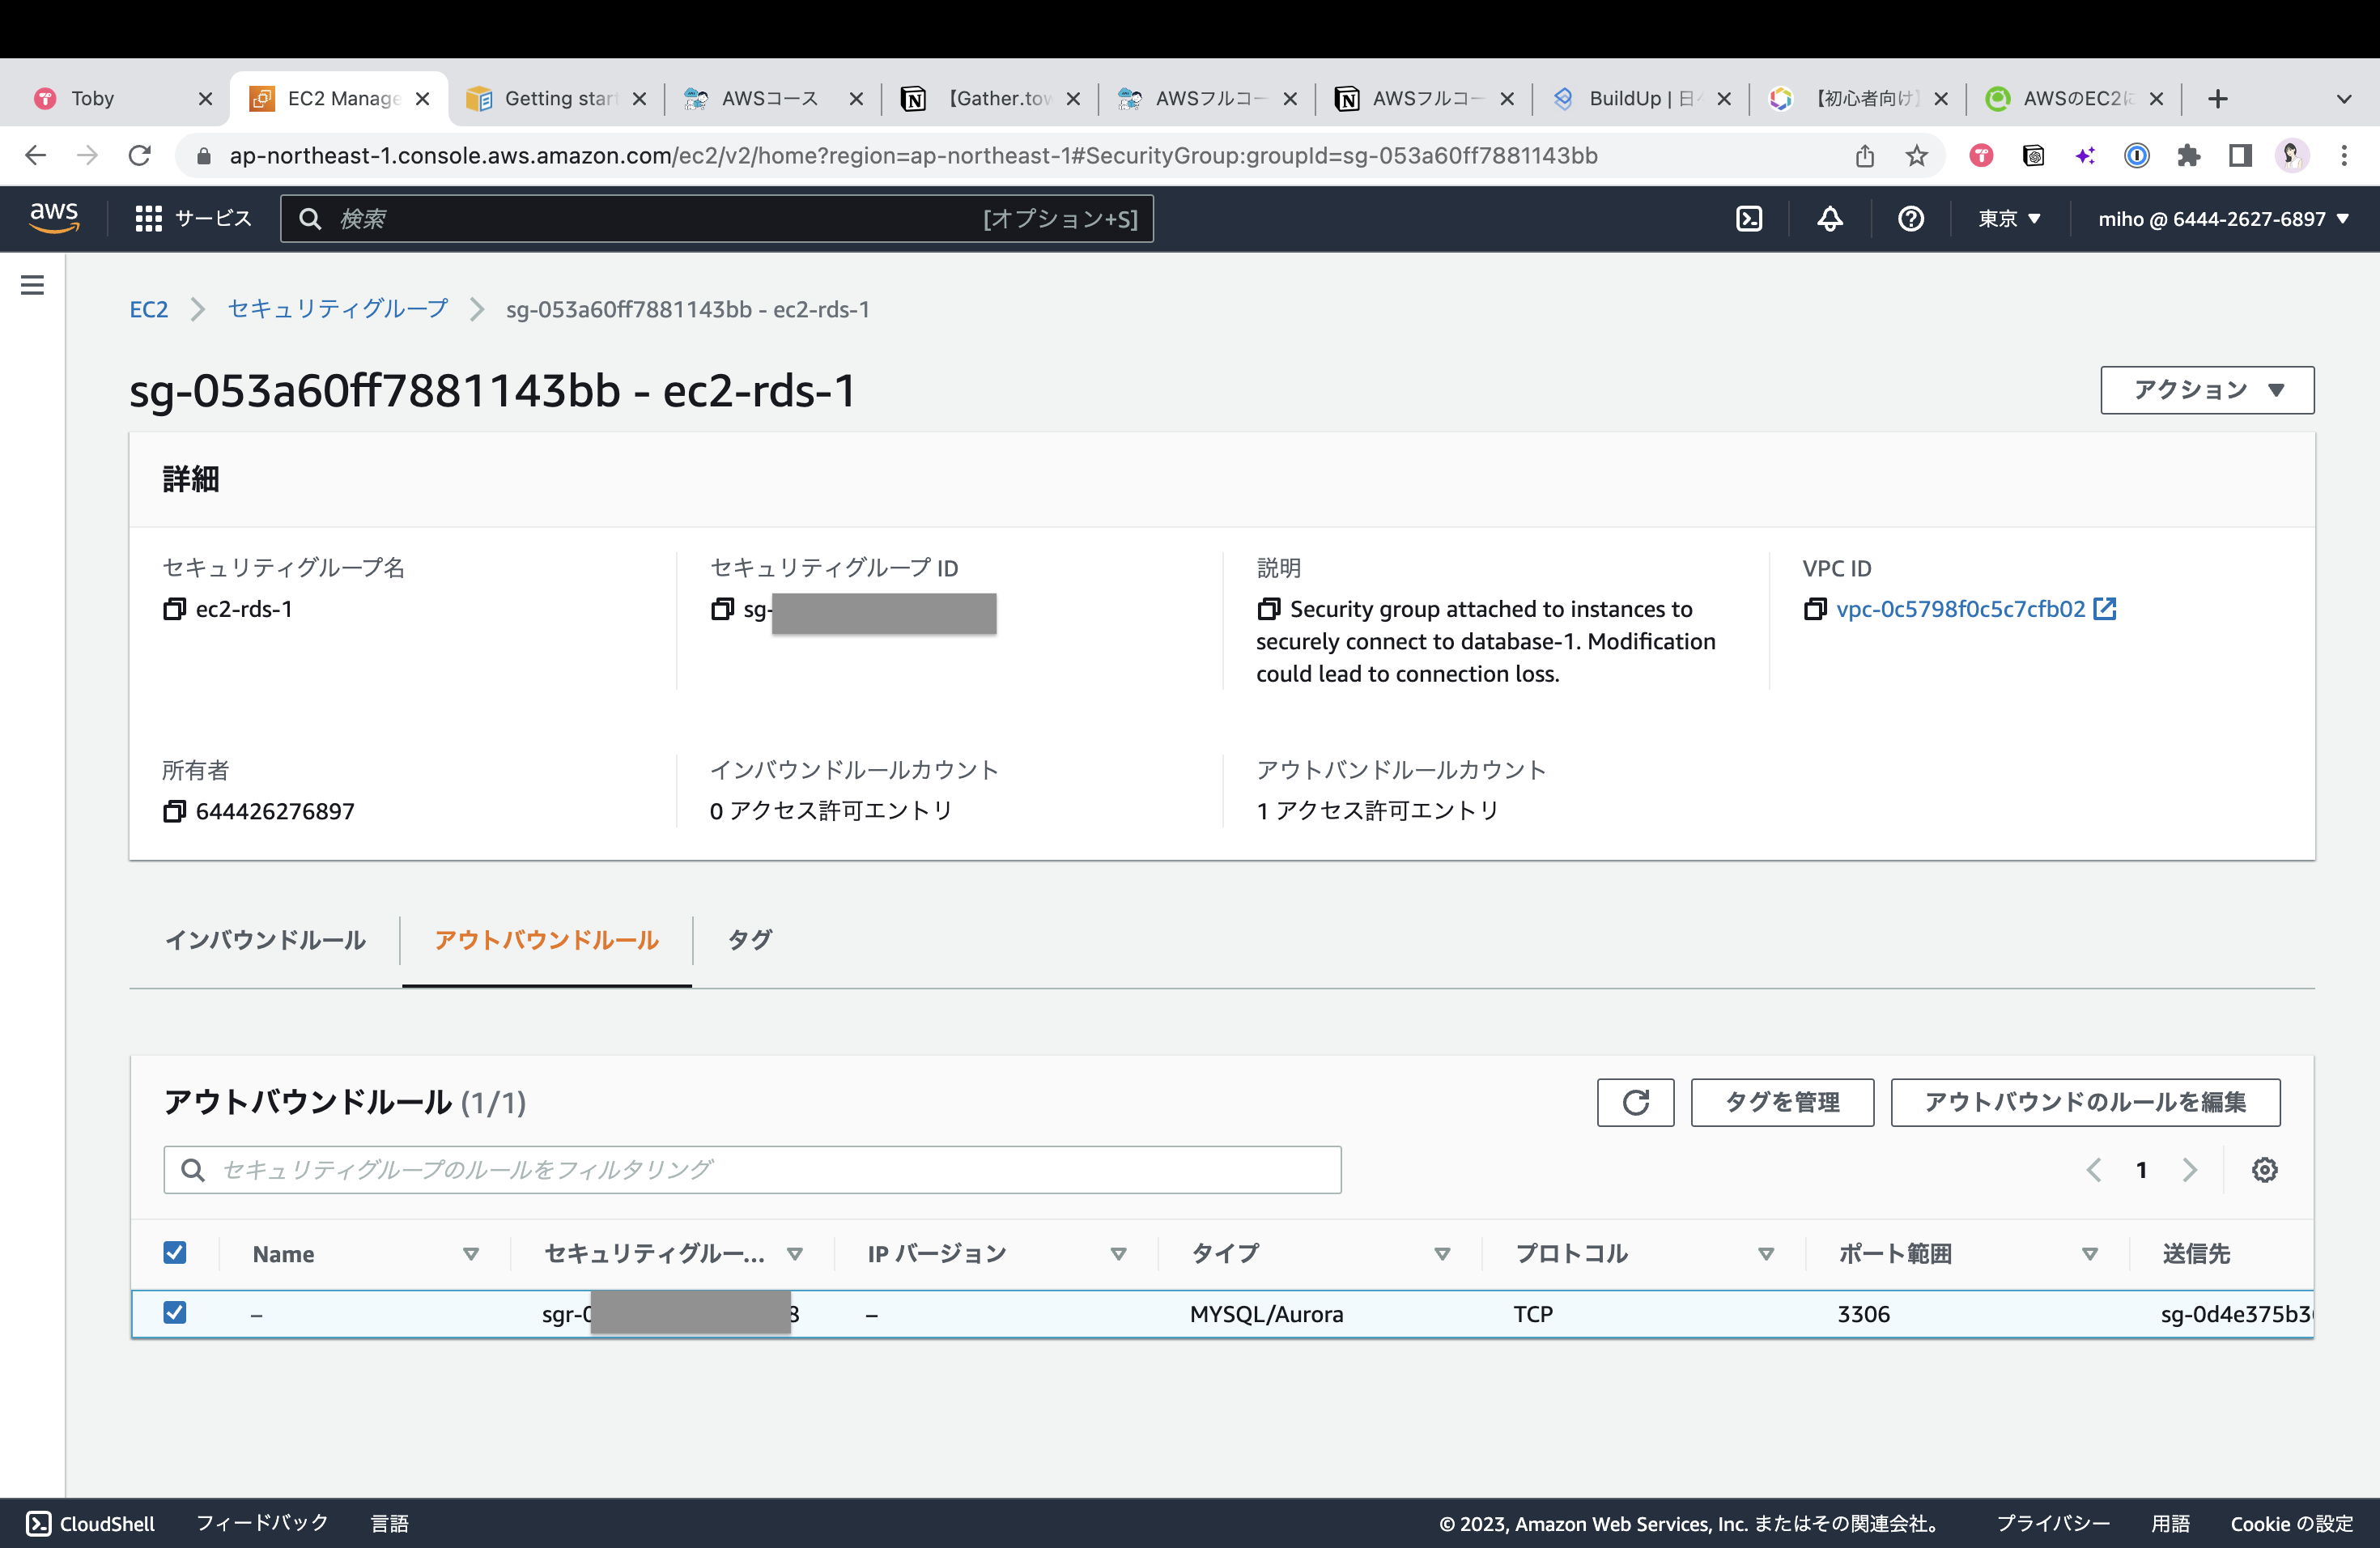 Toby
EC2 Manage
Getting star
AWSコース
【Gather.tow
AWSフルコー
AWSフルコー
BuildUp | 日々
【初心者向け】
AWSのEC2に
ap-northeast-1.console.aws.amazon.com/ec2/v2/home?region=ap-northeast-1#SecurityGroup:groupId=sg-053a60ff7881143bb
aws
サービス
検索
[オプション+S]
東京
miho @ 6444-2627-6897
EC2
セキュリティグループ
sg-053a60ff7881143bb - ec2-rds-1
sg-053a60ff7881143bb - ec2-rds-1
アクション
詳細
セキュリティグループ名
ec2-rds-1
セキュリティグループ ID
sg-
説明
Security group attached to instances to
securely connect to database-1. Modification
could lead to connection loss.
VPC ID
vpc-0c5798f0c5c7cfb02
所有者
644426276897
インバウンドルールカウント
0 アクセス許可エントリ
アウトバンドルールカウント
1 アクセス許可エントリ
インバウンドルール
アウトバウンドルール
タグ
アウトバウンドルール (1/1)
タグを管理
アウトバウンドのルールを編集
セキュリティグループのルールをフィルタリング
1
Name
セキュリティグルー...
IP バージョン
タイプ
プロトコル
ポート範囲
送信先
–
sgr-0
8
–
MYSQL/Aurora
TCP
3306
sg-0d4e375b3
CloudShell
フィードバック
言語
© 2023, Amazon Web Services, Inc. またはその関連会社。
プライバシー
用語
Cookie の設定